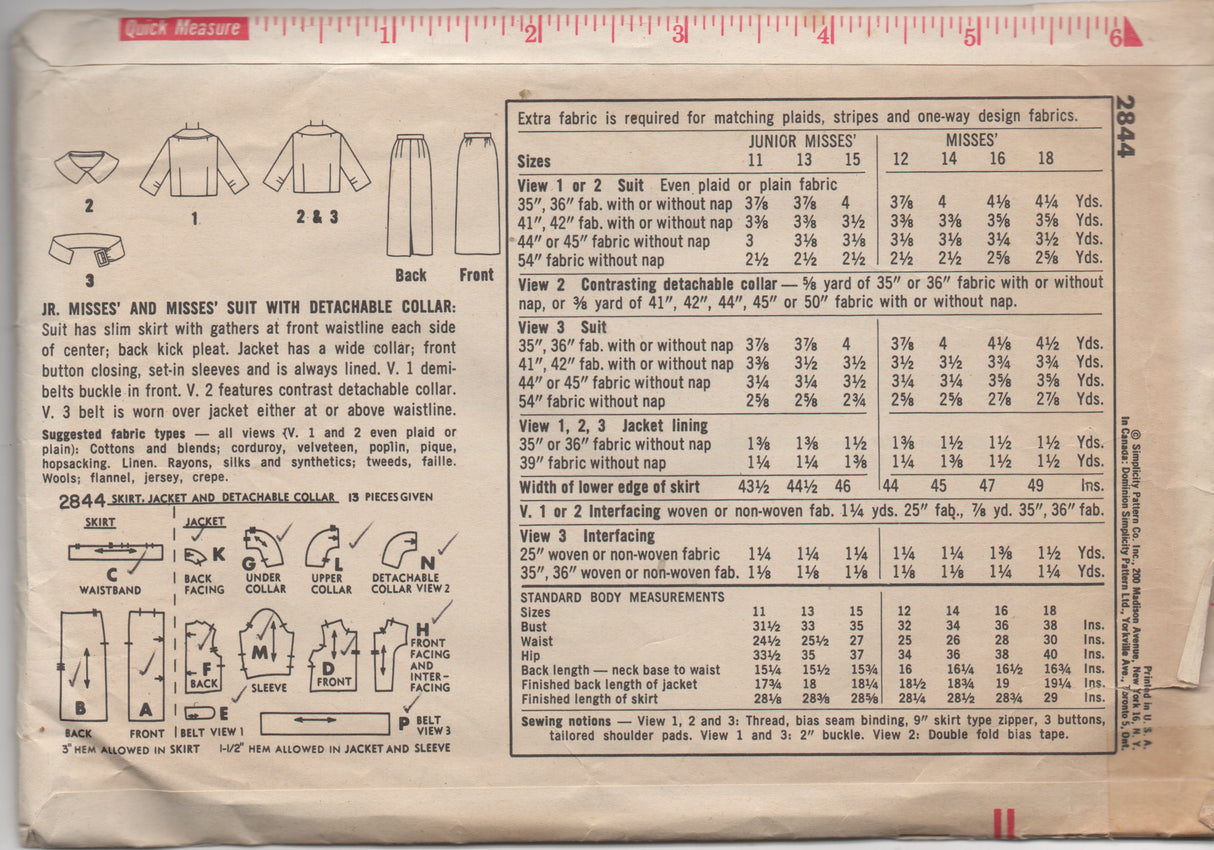 Quick Measure 1 2 3 4 5 6
2
1
2 & 3
3
Back Front
JR. MISSES' AND MISSES' SUIT WITH DETACHABLE COLLAR:
Suit has slim skirt with gathers at front waistline each side
of center; back kick pleat. Jacket has a wide collar; front
button closing, set-in sleeves and is always lined. V. 1 demi-
belts buckle in front. V. 2 features contrast detachable collar.
V. 3 belt is worn over jacket either at or above waistline.
Suggested fabric types — all views (V. 1 and 2 even plaid or
plain): Cottons and blends; corduroy, velveteen, poplin, pique,
hopsacking. Linen. Rayons, silks and synthetics; tweeds, faille.
Wools; flannel, jersey, crepe.
2844 SKIRT, JACKET AND DETACHABLE COLLAR 13 PIECES GIVEN
SKIRT
C
WAISTBAND
B
BACK
A
FRONT
3" HEM ALLOWED IN SKIRT
JACKET
K
BACK
FACING
G
UNDER
COLLAR
L
UPPER
COLLAR
N
DETACHABLE
COLLAR VIEW 2
F
BACK
M
SLEEVE
D
FRONT
H
FRONT
FACING
AND
INTER-
FACING
E
BELT VIEW 1
P BELT
VIEW 3
1-1/2" HEM ALLOWED IN JACKET AND SLEEVE
Extra fabric is required for matching plaids, stripes and one-way design fabrics.
JUNIOR MISSES' MISSES'
Sizes 11 13 15 12 14 16 18
View 1 or 2 Suit Even plaid or plain fabric
35", 36" fab. with or without nap 3⅞ 3⅞ 4 3⅞ 4 4⅛ 4¼ Yds.
41", 42" fab. with or without nap 3⅜ 3⅜ 3½ 3⅜ 3⅜ 3⅝ 3⅝ Yds.
44" or 45" fabric without nap 3 3⅛ 3⅛ 3⅛ 3⅛ 3¼ 3½ Yds.
54" fabric without nap 2½ 2½ 2½ 2½ 2½ 2⅝ 2⅝ Yds.
View 2 Contrasting detachable collar — ⅝ yard of 35" or 36" fabric with or without
nap, or ⅜ yard of 41", 42", 44", 45" or 50" fabric with or without nap.
View 3 Suit
35", 36" fab. with or without nap 3⅞ 3⅞ 4 3⅞ 4 4⅛ 4½ Yds.
41", 42" fab. with or without nap 3⅜ 3½ 3½ 3½ 3½ 3¾ 3¾ Yds.
44" or 45" fabric without nap 3¼ 3¼ 3½ 3¼ 3¼ 3⅝ 3⅝ Yds.
54" fabric without nap 2⅝ 2⅝ 2¾ 2⅝ 2⅝ 2⅞ 2⅞ Yds.
View 1, 2, 3 Jacket lining
35" or 36" fabric without nap 1⅜ 1⅜ 1½ 1⅜ 1½ 1½ 1½ Yds.
39" fabric without nap 1¼ 1¼ 1⅜ 1¼ 1⅜ 1½ 1½ Yds.
Width of lower edge of skirt 43½ 44½ 46 44 45 47 49 Ins.
V. 1 or 2 Interfacing woven or non-woven fab. 1¼ yds. 25" fab., ⅞ yd. 35", 36" fab.
View 3 Interfacing
25" woven or non-woven fabric 1¼ 1¼ 1¼ 1¼ 1¼ 1⅜ 1½ Yds.
35", 36" woven or non-woven fab. 1⅛ 1⅛ 1⅛ 1⅛ 1⅛ 1¼ 1¼ Yds.
STANDARD BODY MEASUREMENTS
Sizes 11 13 15 12 14 16 18
Bust 31½ 33 35 32 34 36 38 Ins.
Waist 24½ 25½ 27 25 26 28 30 Ins.
Hip 33½ 35 37 34 36 38 40 Ins.
Back length — neck base to waist 15¼ 15½ 15¾ 16 16¼ 16½ 16¾ Ins.
Finished back length of jacket 17¾ 18 18¼ 18½ 18¾ 19 19¼ Ins.
Finished length of skirt 28⅛ 28⅜ 28⅝ 28¼ 28½ 28¾ 29 Ins.
Sewing notions — View 1, 2 and 3: Thread, bias seam binding, 9" skirt type zipper, 3 buttons,
tailored shoulder pads. View 1 and 3: 2" buckle. View 2: Double fold bias tape.
2844
© Simplicity Pattern Co. Inc., 200 Madison Avenue, New York 16, N. Y.
In Canada: Dominion Simplicity Pattern Ltd., Yorkville Ave., Toronto 5, Ont.
Printed in U. S. A.